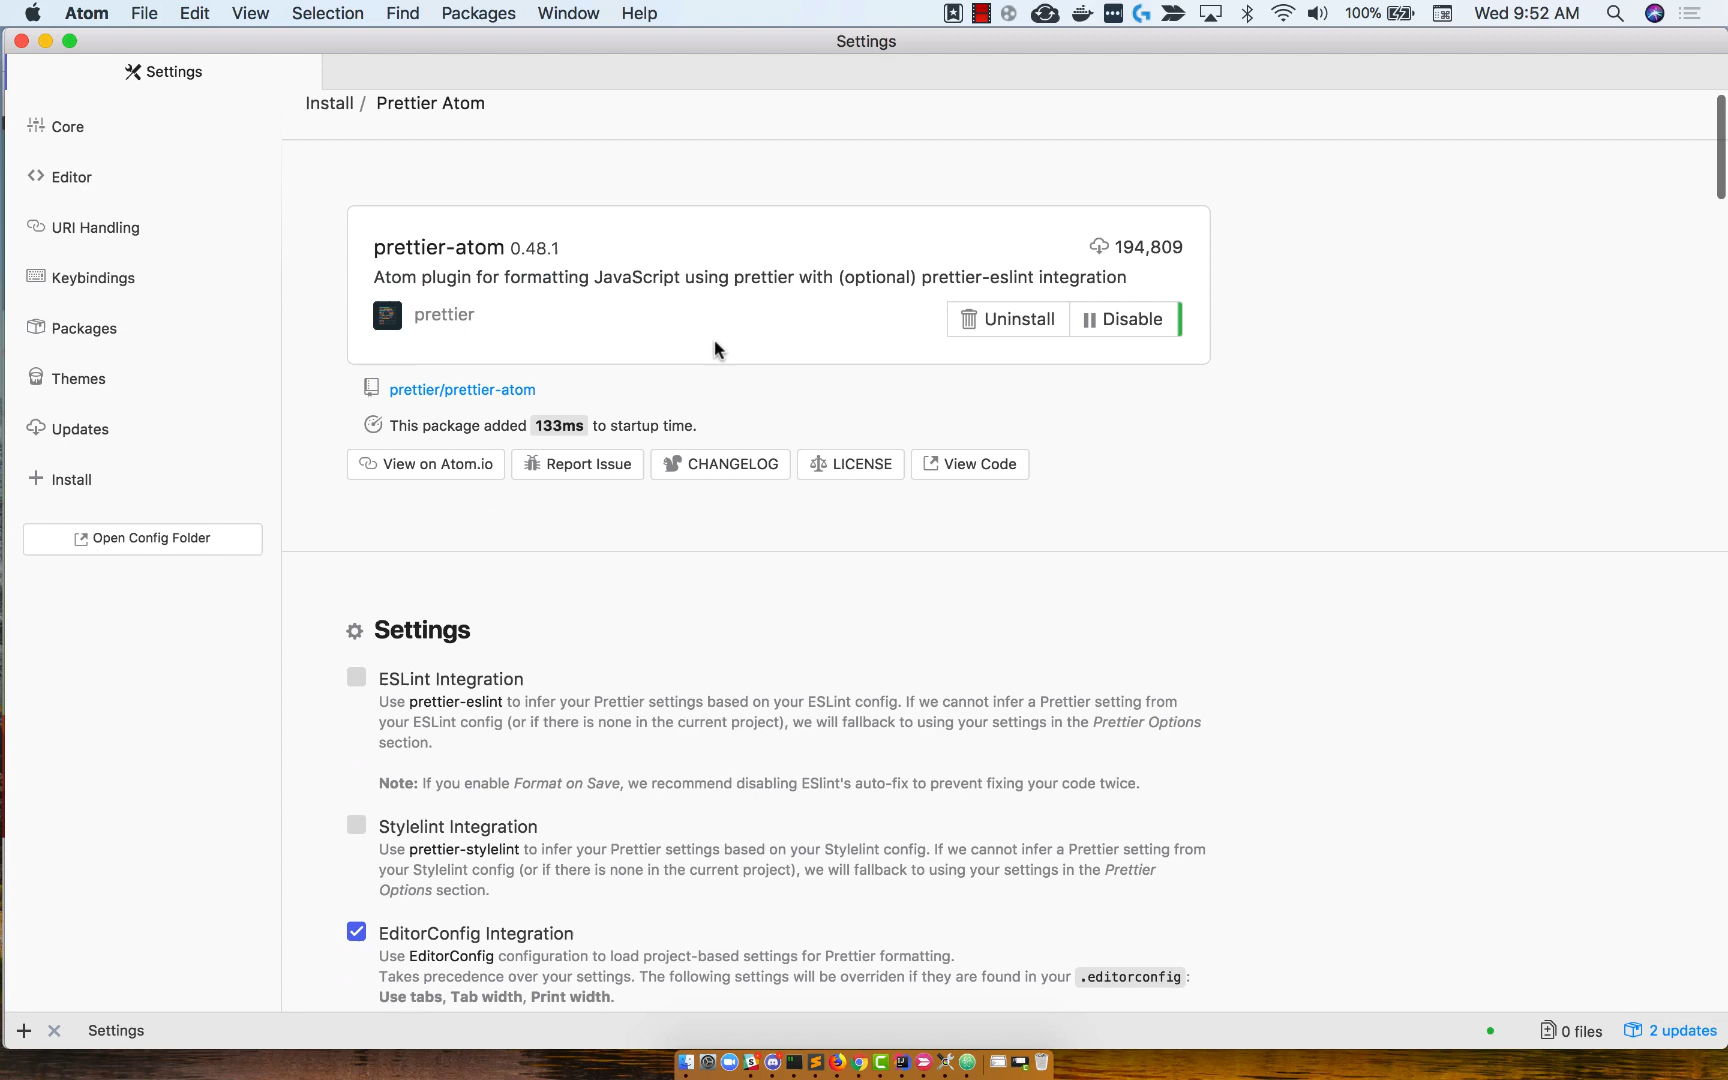 Atom File Edit View Selection Find Packages Window Help 100% Wed 9:52 AM
Settings
Settings
Install / Prettier Atom
Core
Editor
URI Handling
Keybindings
Packages
Themes
Updates
Install
Open Config Folder
prettier-atom 0.48.1 194,809
Atom plugin for formatting JavaScript using prettier with (optional) prettier-eslint integration
prettier Uninstall Disable
prettier/prettier-atom
This package added 133ms to startup time.
View on Atom.io Report Issue CHANGELOG LICENSE View Code
Settings
ESLint Integration
Use prettier-eslint to infer your Prettier settings based on your ESLint config. If we cannot infer a Prettier setting from
your ESLint config (or if there is none in the current project), we will fallback to using your settings in the Prettier Options
section.
Note: If you enable Format on Save, we recommend disabling ESlint's auto-fix to prevent fixing your code twice.
Stylelint Integration
Use prettier-stylelint to infer your Prettier settings based on your Stylelint config. If we cannot infer a Prettier setting from
your Stylelint config (or if there is none in the current project), we will fallback to using your settings in the Prettier
Options section.
EditorConfig Integration
Use EditorConfig configuration to load project-based settings for Prettier formatting.
Takes precedence over your settings. The following settings will be overriden if they are found in your .editorconfig:
Use tabs, Tab width, Print width.
Settings 0 files 2 updates